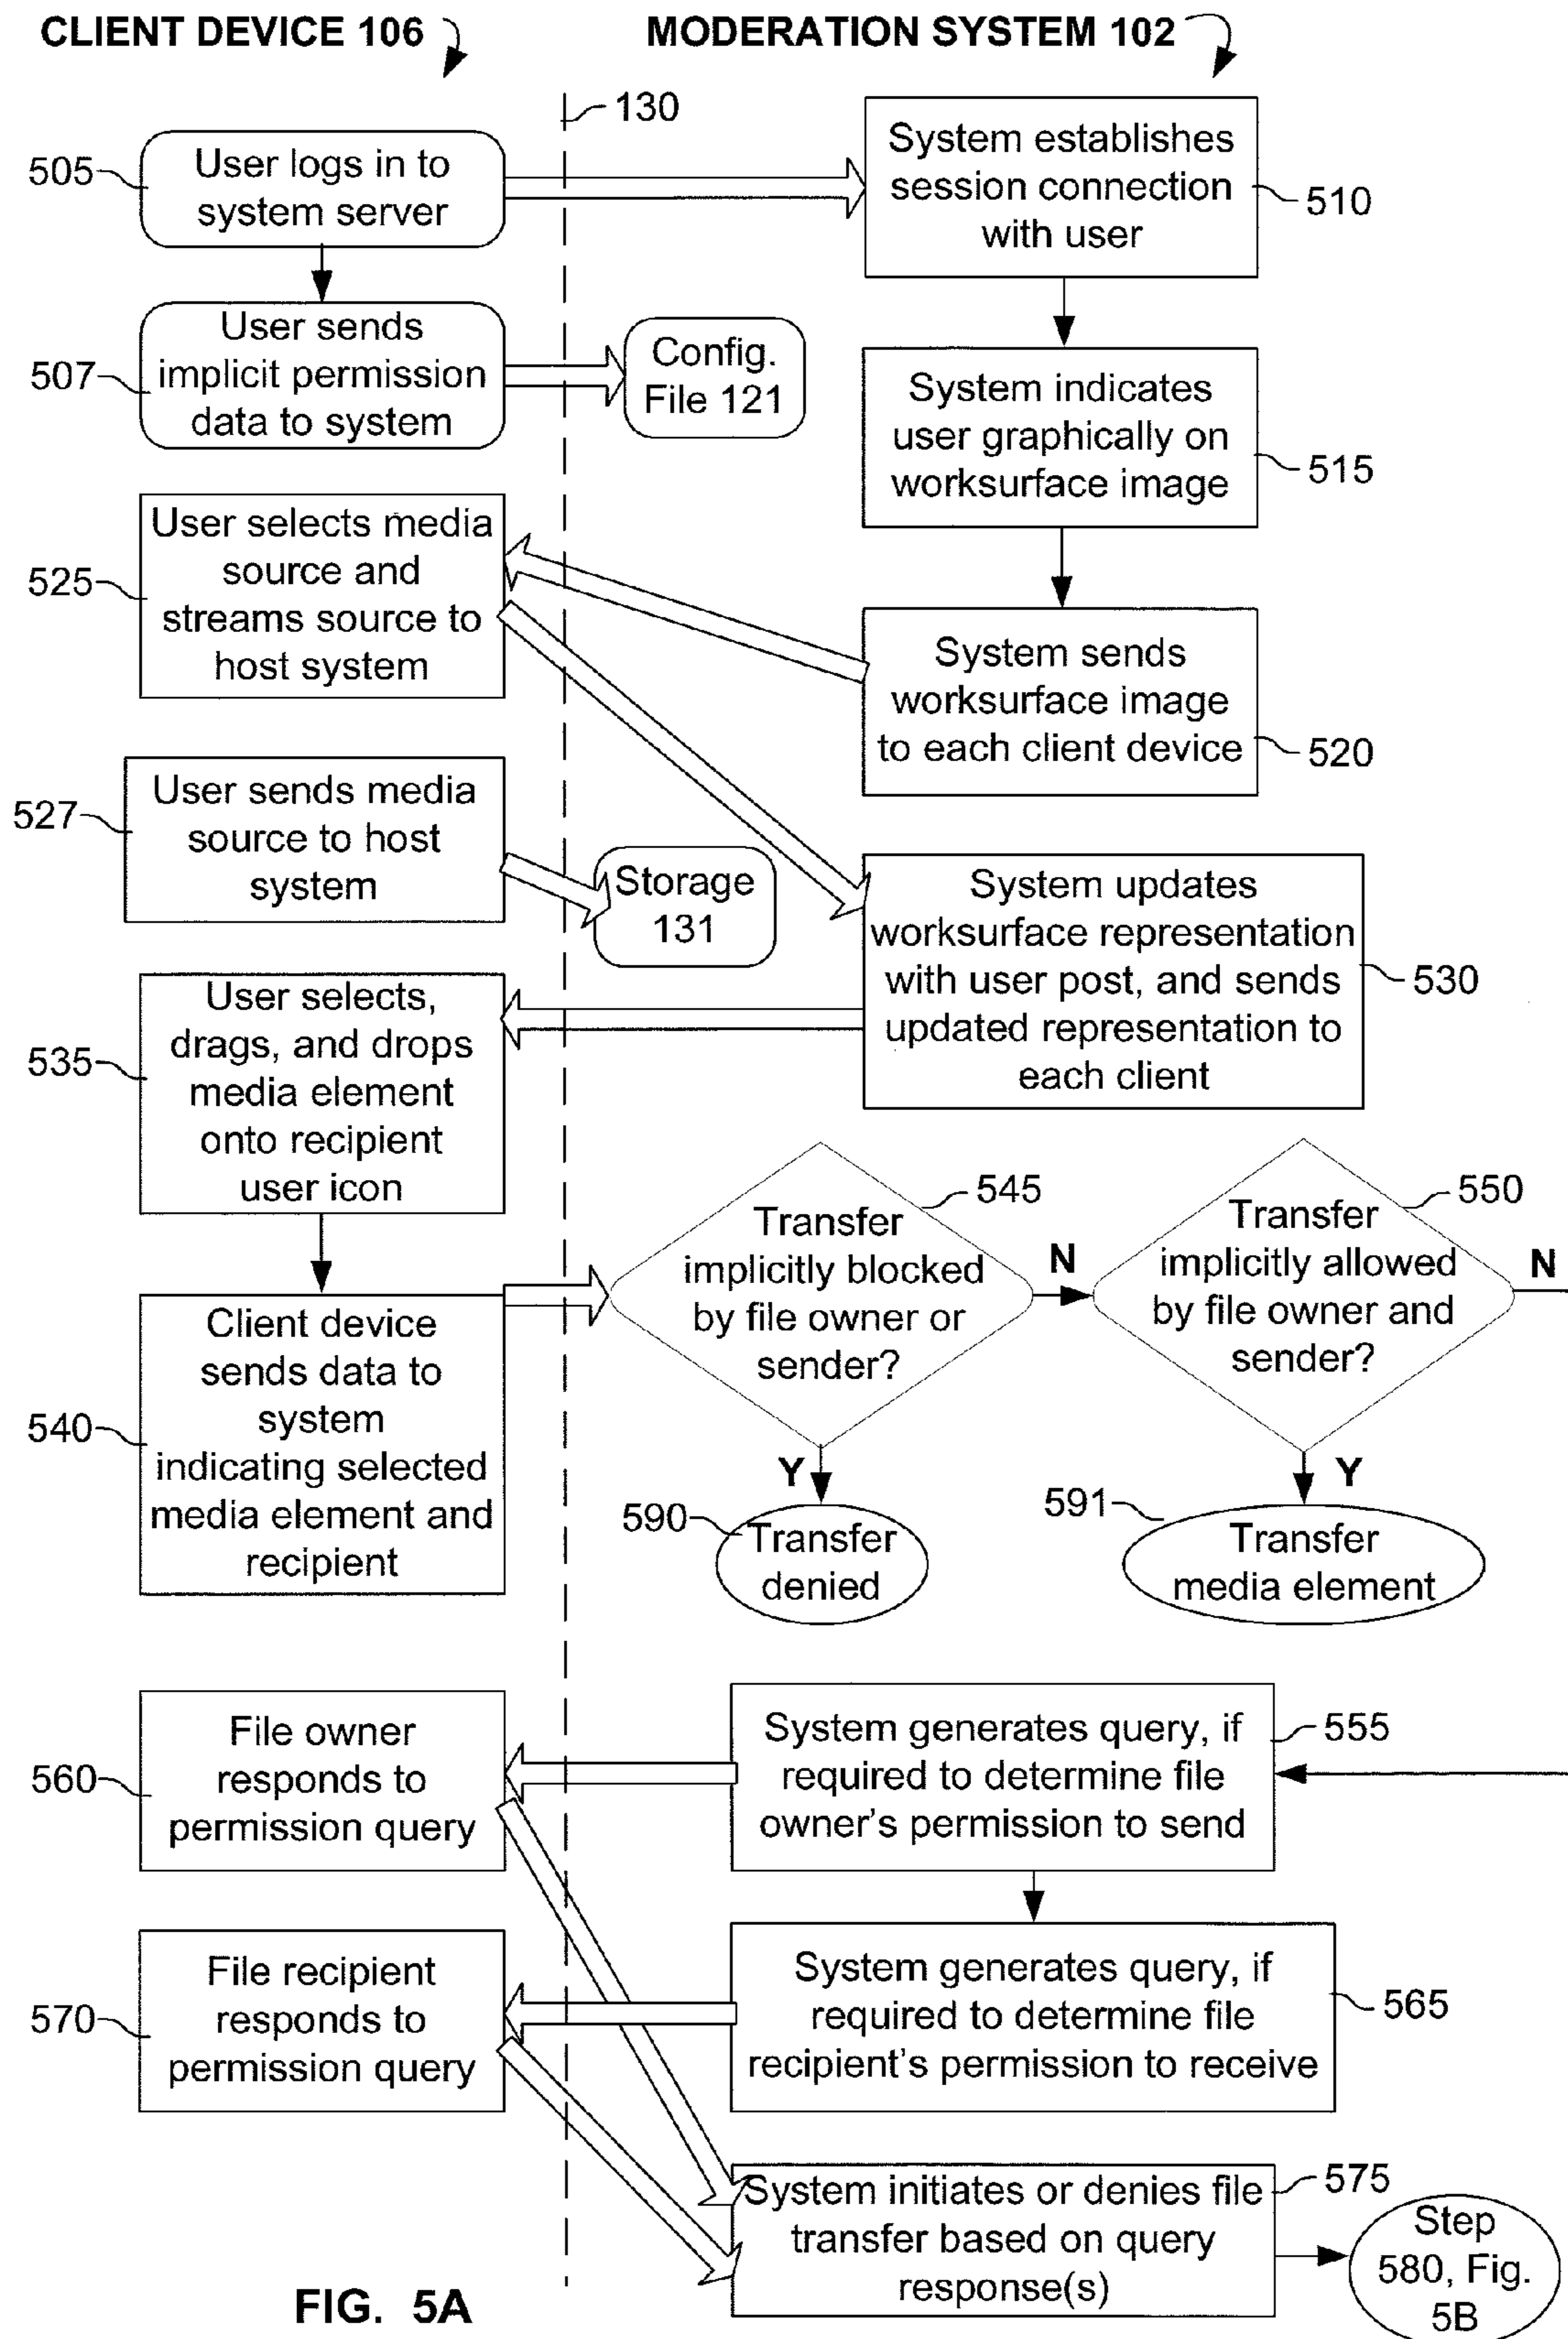 CLIENT DEVICE 106
MODERATION SYSTEM 102
130
505
User logs in to
system server
System establishes
session connection
with user
510
507
User sends
implicit permission
data to system
Config.
File 121
System indicates
user graphically on
worksurface image
515
525
User selects media
source and
streams source to
host system
System sends
worksurface image
to each client device
520
527
User sends media
source to host
system
Storage
131
System updates
worksurface representation
with user post, and sends
updated representation to
each client
530
535
User selects,
drags, and drops
media element
onto recipient
user icon
545
Transfer
implicitly blocked
by file owner or
sender?
N
550
Transfer
implicitly allowed
by file owner and
sender?
N
540
Client device
sends data to
system
indicating selected
media element and
recipient
Y
590
Transfer
denied
Y
591
Transfer
media element
560
File owner
responds to
permission query
System generates query, if
required to determine file
owner's permission to send
555
570
File recipient
responds to
permission query
System generates query, if
required to determine file
recipient's permission to receive
565
System initiates or denies file
transfer based on query
response(s)
575
Step
580, Fig.
5B
FIG. 5A